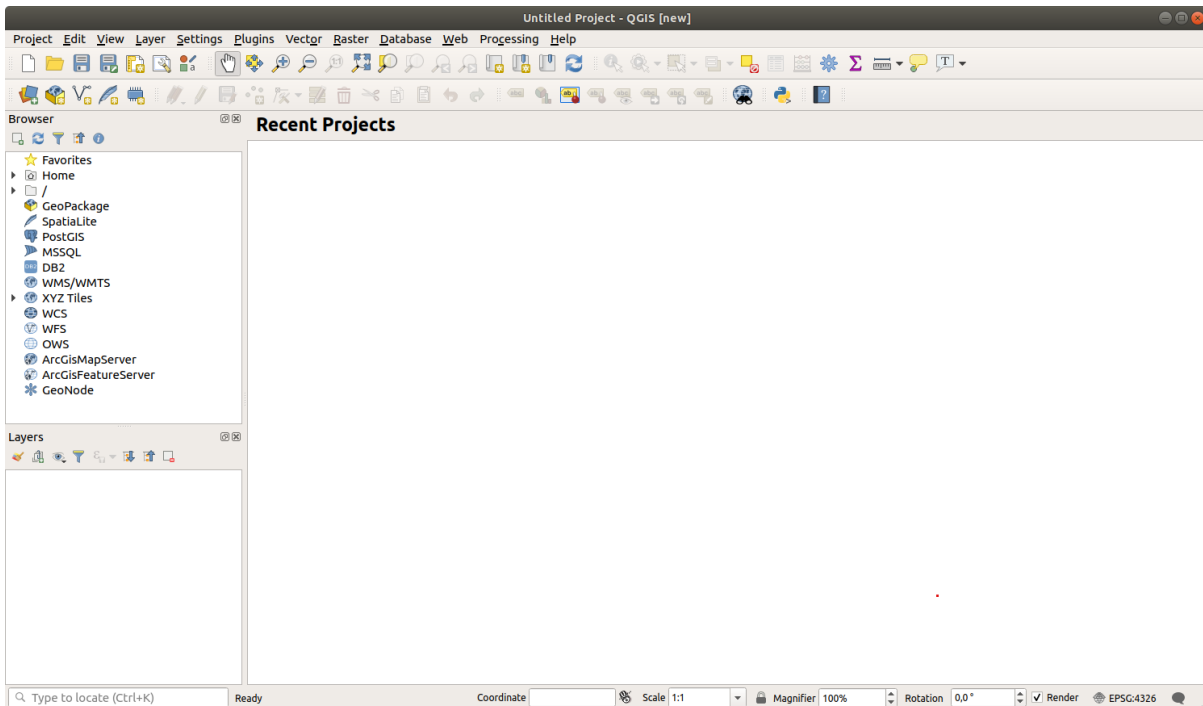 Untitled Project - QGIS [new]
Project Edit View Layer Settings Plugins Vector Raster Database Web Processing Help
Browser
Recent Projects
Favorites
Home
/
GeoPackage
SpatiaLite
PostGIS
MSSQL
DB2
WMS/WMTS
XYZ Tiles
WCS
WFS
OWS
ArcGisMapServer
ArcGisFeatureServer
GeoNode
Layers
Type to locate (Ctrl+K) Ready Coordinate Scale 1:1 Magnifier 100% Rotation 0,0 ° Render EPSG:4326